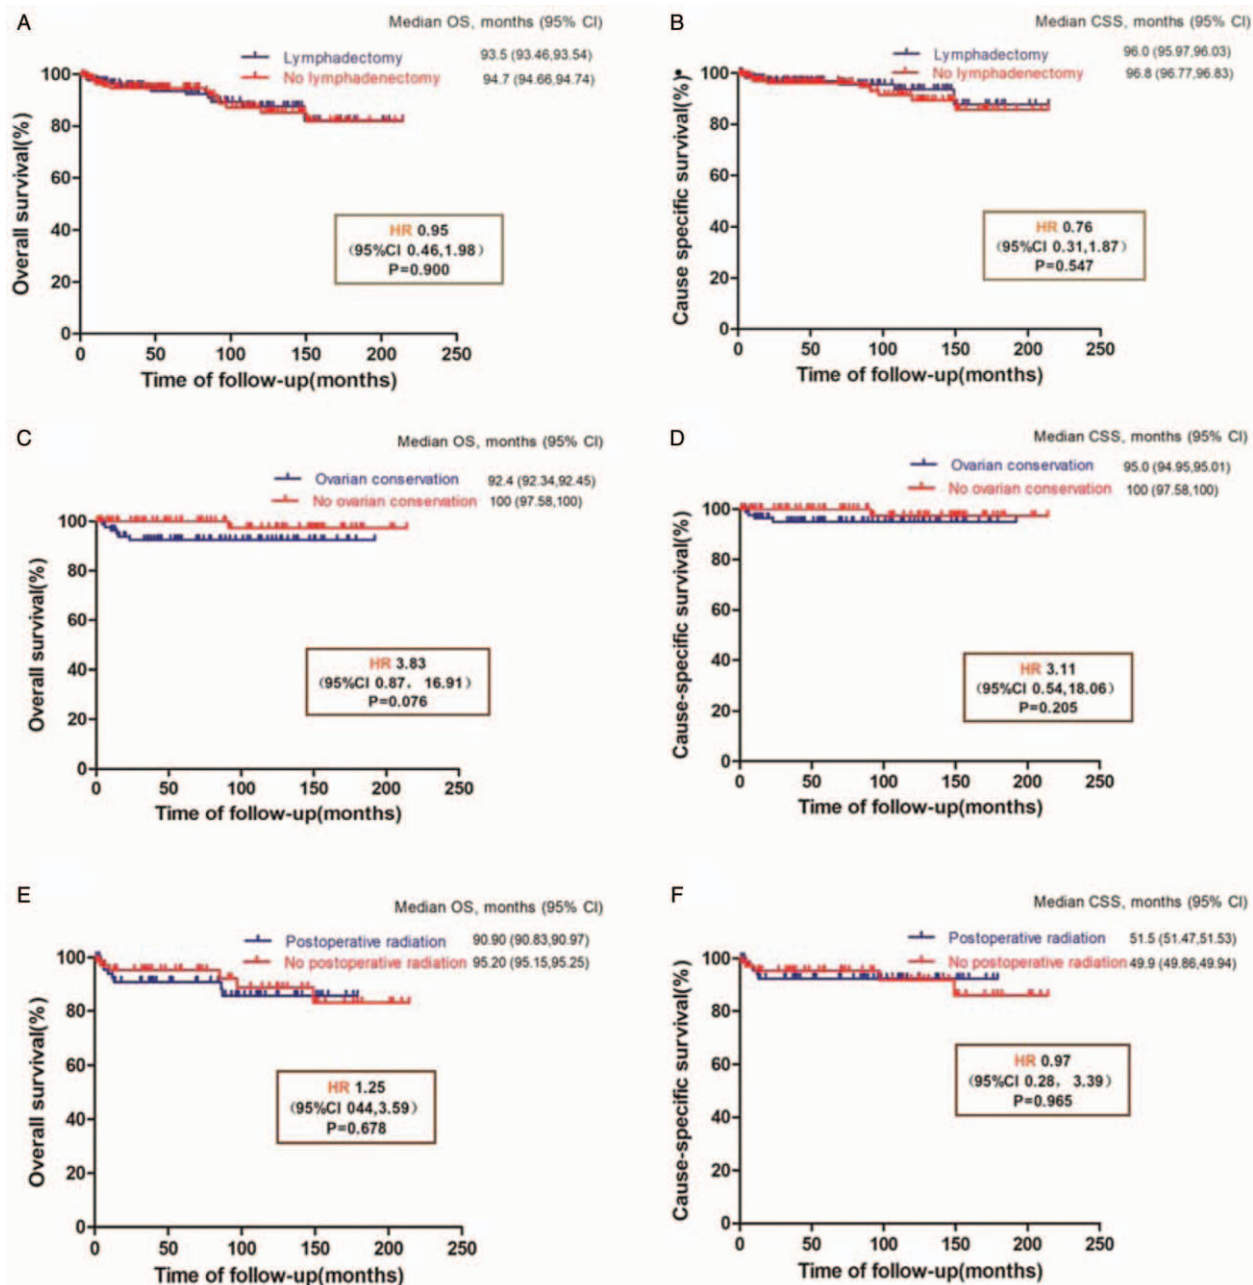 A
Median OS, months (95% CI)
Lymphadectomy 93.5 (93.46,93.54)
No lymphadenectomy 94.7 (94.66,94.74)
Overall survival(%)
100
80
60
40
20
0
HR 0.95
(95%CI 0.46,1.98)
P=0.900
0 50 100 150 200 250
Time of follow-up(months)
B
Median CSS, months (95% CI)
Lymphadectomy 96.0 (95.97,96.03)
No lymphadenectomy 96.8 (96.77,96.83)
Cause specific survival(%)
100
80
60
40
20
0
HR 0.76
(95%CI 0.31,1.87)
P=0.547
0 50 100 150 200 250
Time of follow-up(months)
C
Median OS, months (95% CI)
Ovarian conservation 92.4 (92.34,92.45)
No ovarian conservation 100 (97.58,100)
Overall survival(%)
100
80
60
40
20
0
HR 3.83
(95%CI 0.87, 16.91)
P=0.076
0 50 100 150 200 250
Time of follow-up(months)
D
Median CSS, months (95% CI)
Ovarian conservation 95.0 (94.95,95.01)
No ovarian conservation 100 (97.58,100)
Cause-specific survival(%)
100
80
60
40
20
0
HR 3.11
(95%CI 0.54,18.06)
P=0.205
0 50 100 150 200 250
Time of follow-up(months)
E
Median OS, months (95% CI)
Postoperative radiation 90.90 (90.83,90.97)
No postoperative radiation 95.20 (95.15,95.25)
Overall survival(%)
100
80
60
40
20
0
HR 1.25
(95%CI 044,3.59)
P=0.678
0 50 100 150 200 250
Time of follow-up(months)
F
Median CSS, months (95% CI)
Postoperative radiation 51.5 (51.47,51.53)
No postoperative radiation 49.9 (49.86,49.94)
Cause-specific survival(%)
100
80
60
40
20
0
HR 0.97
(95%CI 0.28, 3.39)
P=0.965
0 50 100 150 200 250
Time of follow-up(months)